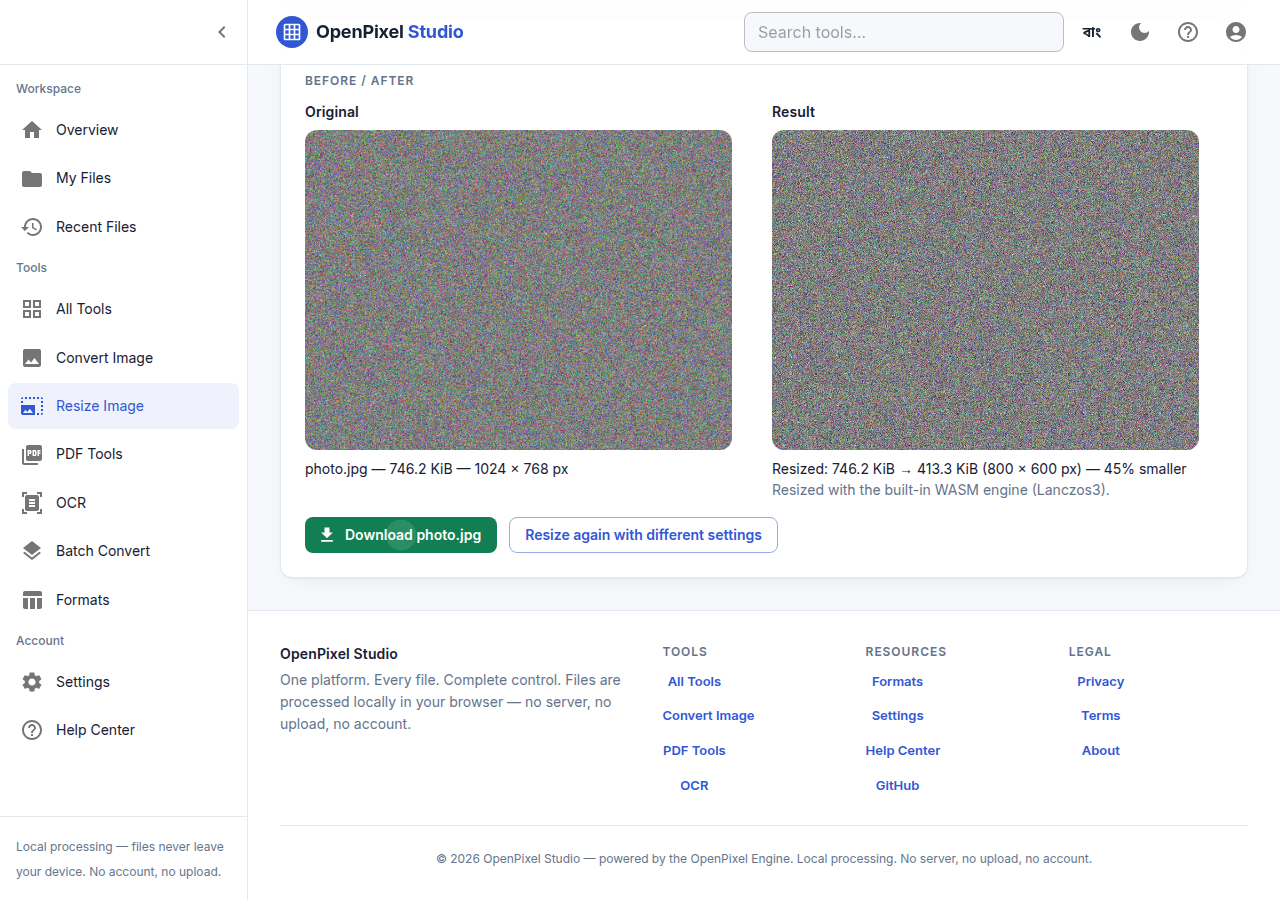 OpenPixel Studio
Search tools...
বাং
Workspace
Overview
My Files
Recent Files
Tools
All Tools
Convert Image
Resize Image
PDF Tools
OCR
Batch Convert
Formats
Account
Settings
Help Center
Local processing — files never leave
your device. No account, no upload.
BEFORE / AFTER
Original
Result
photo.jpg — 746.2 KiB — 1024 × 768 px
Resized: 746.2 KiB → 413.3 KiB (800 × 600 px) — 45% smaller
Resized with the built-in WASM engine (Lanczos3).
Download photo.jpg
Resize again with different settings
OpenPixel Studio
One platform. Every file. Complete control. Files are
processed locally in your browser — no server, no
upload, no account.
TOOLS
All Tools
Convert Image
PDF Tools
OCR
RESOURCES
Formats
Settings
Help Center
GitHub
LEGAL
Privacy
Terms
About
© 2026 OpenPixel Studio — powered by the OpenPixel Engine. Local processing. No server, no upload, no account.